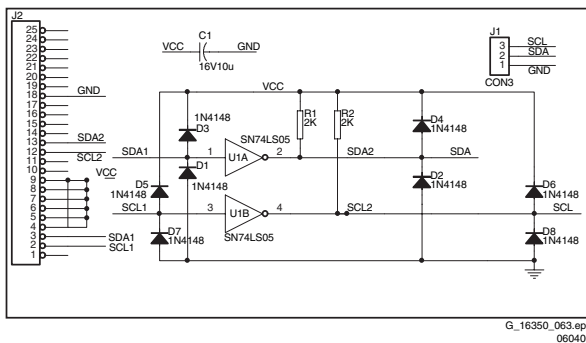 J2
25
24
23
22
21
20
19
18
17
16
15
14
13
12
11
10
9
8
7
6
5
4
3
2
1
GND
SDA2
SCL2
VCC
SDA1
SCL1
C1
VCC
GND
16V10u
J1
3
2
1
SCL
SDA
GND
CON3
VCC
1N4148
D3
R1
2K
R2
2K
D4
1N4148
SN74LS05
SDA1
1
U1A
2
SDA2
SDA
D1
1N4148
D5
1N4148
D2
1N4148
D6
1N4148
SCL1
3
U1B
4
SCL2
SCL
SN74LS05
D7
1N4148
D8
1N4148
G_16350_063.ep
06040